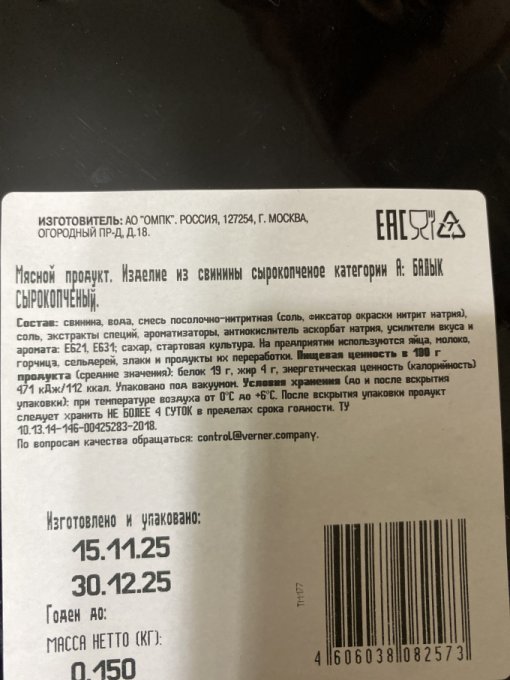 ИЗГОТОВИТЕЛЬ: АО "ОМПК". РОССИЯ, 127254, Г. МОСКВА,
ОГОРОДНЫЙ ПР-Д, Д.18.
EAC
7
Мясной продукт. Изделие из свинины сырокопченое категории А: БАЛЫК
СЫРОКОПЧЕНЫЙ.
Состав: свинина, вода, смесь посолочно-нитритная (соль, фиксатор окраски нитрит натрия),
соль, экстракты специй, ароматизаторы, антиокислитель аскорбат натрия, усилители вкуса и
аромата: Е621, Е631; сахар, стартовая культура. На предприятии используются яйца, молоко,
горчица, сельдерей, злаки и продукты их переработки. Пищевая ценность в 100 г
продукта (средние значения): белок 19 г, жир 4 г, энергетическая ценность (калорийность)
471 кДж/112 ккал. Упаковано под вакуумом. Условия хранения (до и после вскрытия
упаковки): при температуре воздуха от 0°С до +6°С. После вскрытия упаковки продукт
следует хранить НЕ БОЛЕЕ 4 СУТОК в пределах срока годности. ТУ
10.13.14-146-00425283-2018.
По вопросам качества обращаться: control@verner.company.
Изготовлено и упаковано:
15.11.25
30.12.25
Годен до:
МАССА НЕТТО (КГ):
0.150
4 606038 082573